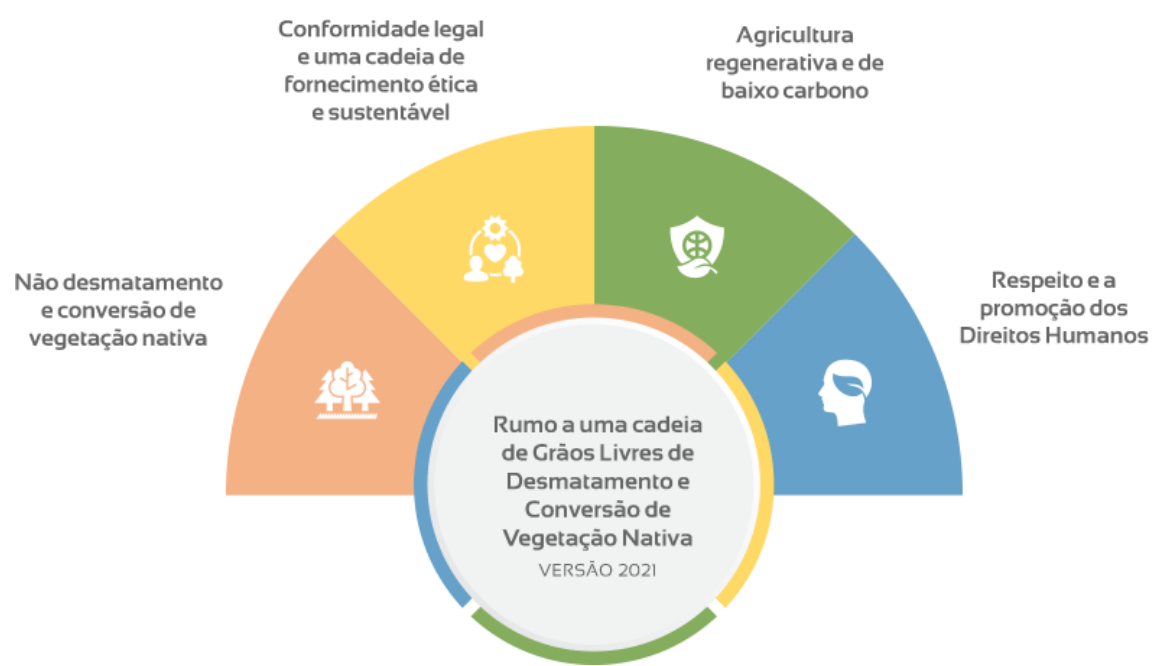 Conformidade legal
e uma cadeia de
fornecimento ética
e sustentável
Agricultura
regenerativa e de
baixo carbono
Não desmatamento
e conversão de
vegetação nativa
Respeito e a
promoção dos
Direitos Humanos
Rumo a uma cadeia
de Grãos Livres de
Desmatamento e
Conversão de
Vegetação Nativa
VERSÃO 2021